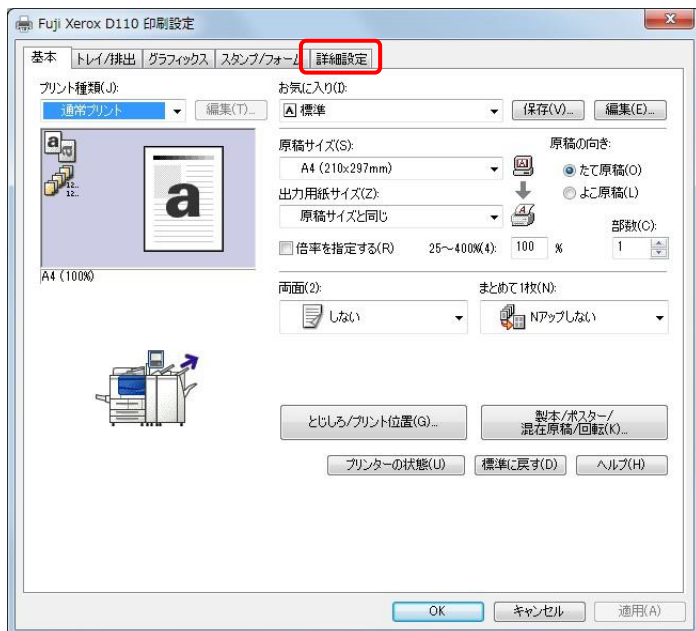 Fuji Xerox D110 印刷設定
基本 トレイ/排出 グラフィックス スタンプ/フォーム 詳細設定
プリント種類(J):
通常プリント 編集(T)...
a
A4 (100%)
お気に入り(I):
A 標準 保存(V)... 編集(E)...
原稿サイズ(S):
A4 (210x297mm)
出力用紙サイズ(Z):
原稿サイズと同じ
原稿の向き:
たて原稿(O)
よこ原稿(L)
倍率を指定する(R) 25～400%(4): 100 %
部数(C):
1
両面(2):
しない
まとめて1枚(N):
Nアップしない
とじしろ/プリント位置(G)...
製本/ポスター/
混在原稿/回転(K)...
プリンターの状態(U) 標準に戻す(D) ヘルプ(H)
OK キャンセル 適用(A)